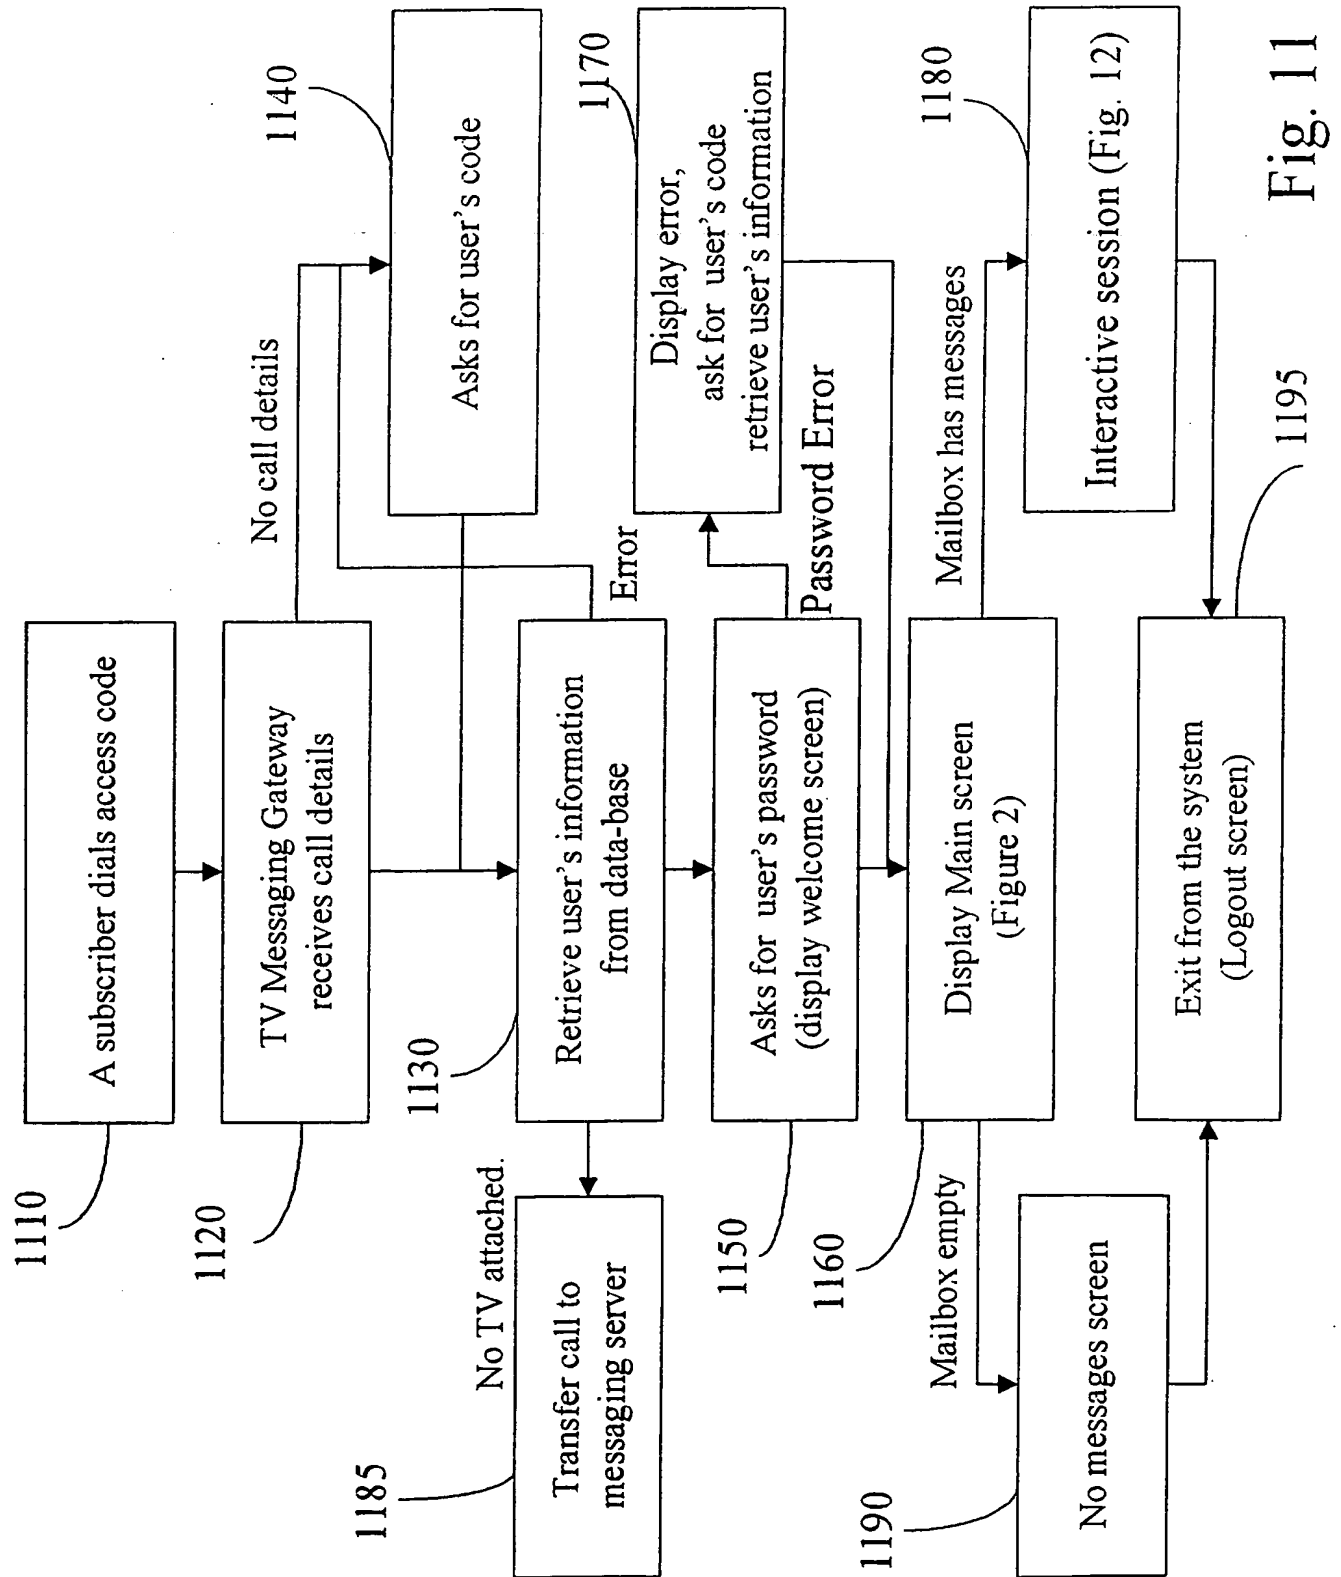 1110
A subscriber dials access code
1120
TV Messaging Gateway
receives call details
No call details
1140
Asks for user's code
1130
Retrieve user's information
from data-base
Error
No TV attached.
1185
Transfer call to
messaging server
1150
Asks for user's password
(display welcome screen)
Password Error
1170
Display error,
ask for user's code
retrieve user's information
1160
Display Main screen
(Figure 2)
Mailbox empty
Mailbox has messages
1190
No messages screen
1180
Interactive session (Fig. 12)
Exit from the system
(Logout screen)
1195
Fig. 11